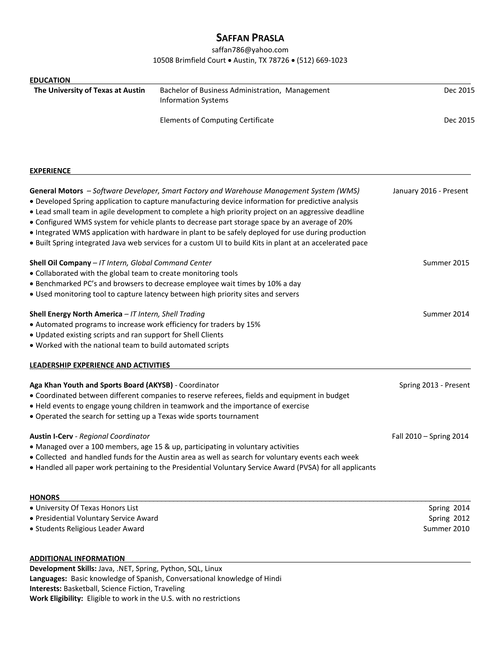 SAFFAN PRASLA
saffan786@yahoo.com
10508 Brimfield Court • Austin, TX 78726 • (512) 669-1023
EDUCATION
The University of Texas at Austin Bachelor of Business Administration, Management Dec 2015
Information Systems
Elements of Computing Certificate Dec 2015
EXPERIENCE
General Motors – Software Developer, Smart Factory and Warehouse Management System (WMS) January 2016 - Present
• Developed Spring application to capture manufacturing device information for predictive analysis
• Lead small team in agile development to complete a high priority project on an aggressive deadline
• Configured WMS system for vehicle plants to decrease part storage space by an average of 20%
• Integrated WMS application with hardware in plant to be safely deployed for use during production
• Built Spring integrated Java web services for a custom UI to build Kits in plant at an accelerated pace
Shell Oil Company – IT Intern, Global Command Center Summer 2015
• Collaborated with the global team to create monitoring tools
• Benchmarked PC's and browsers to decrease employee wait times by 10% a day
• Used monitoring tool to capture latency between high priority sites and servers
Shell Energy North America – IT Intern, Shell Trading Summer 2014
• Automated programs to increase work efficiency for traders by 15%
• Updated existing scripts and ran support for Shell Clients
• Worked with the national team to build automated scripts
LEADERSHIP EXPERIENCE AND ACTIVITIES
Aga Khan Youth and Sports Board (AKYSB) - Coordinator Spring 2013 - Present
• Coordinated between different companies to reserve referees, fields and equipment in budget
• Held events to engage young children in teamwork and the importance of exercise
• Operated the search for setting up a Texas wide sports tournament
Austin I-Cerv - Regional Coordinator Fall 2010 – Spring 2014
• Managed over a 100 members, age 15 & up, participating in voluntary activities
• Collected and handled funds for the Austin area as well as search for voluntary events each week
• Handled all paper work pertaining to the Presidential Voluntary Service Award (PVSA) for all applicants
HONORS
• University Of Texas Honors List Spring 2014
• Presidential Voluntary Service Award Spring 2012
• Students Religious Leader Award Summer 2010
ADDITIONAL INFORMATION
Development Skills: Java, .NET, Spring, Python, SQL, Linux
Languages: Basic knowledge of Spanish, Conversational knowledge of Hindi
Interests: Basketball, Science Fiction, Traveling
Work Eligibility: Eligible to work in the U.S. with no restrictions